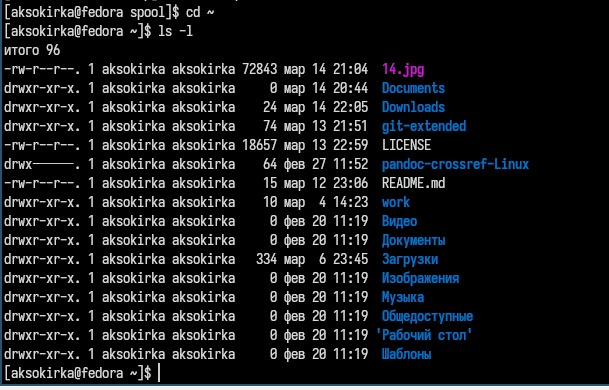 [aksokirka@fedora spool]$ cd ~
[aksokirka@fedora ~]$ ls -l
итого 96
-rw-r--r--. 1 aksokirka aksokirka 72843 мар 14 21:04  14.jpg
drwxr-xr-x. 1 aksokirka aksokirka     0 мар 14 20:44  Documents
drwxr-xr-x. 1 aksokirka aksokirka    24 мар 14 22:05  Downloads
drwxr-xr-x. 1 aksokirka aksokirka    74 мар 13 21:51  git-extended
-rw-r--r--. 1 aksokirka aksokirka 18657 мар 13 22:59  LICENSE
drwx------. 1 aksokirka aksokirka    64 фев 27 11:52  pandoc-crossref-Linux
-rw-r--r--. 1 aksokirka aksokirka    15 мар 12 23:06  README.md
drwxr-xr-x. 1 aksokirka aksokirka    10 мар  4 14:23  work
drwxr-xr-x. 1 aksokirka aksokirka     0 фев 20 11:19  Видео
drwxr-xr-x. 1 aksokirka aksokirka     0 фев 20 11:19  Документы
drwxr-xr-x. 1 aksokirka aksokirka   334 мар  6 23:45  Загрузки
drwxr-xr-x. 1 aksokirka aksokirka     0 фев 20 11:19  Изображения
drwxr-xr-x. 1 aksokirka aksokirka     0 фев 20 11:19  Музыка
drwxr-xr-x. 1 aksokirka aksokirka     0 фев 20 11:19  Общедоступные
drwxr-xr-x. 1 aksokirka aksokirka     0 фев 20 11:19 'Рабочий стол'
drwxr-xr-x. 1 aksokirka aksokirka     0 фев 20 11:19  Шаблоны
[aksokirka@fedora ~]$